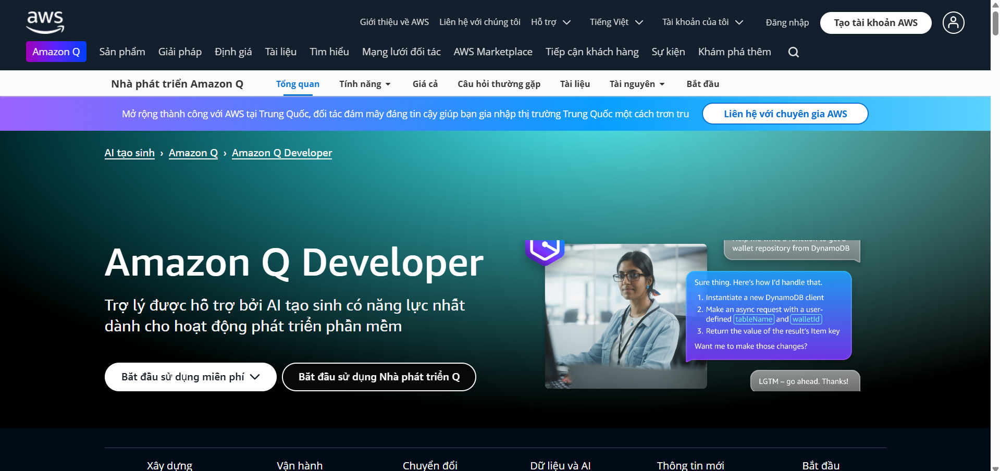 aws
Giới thiệu về AWS Liên hệ với chúng tôi Hỗ trợ Tiếng Việt Tài khoản của tôi Đăng nhập Tạo tài khoản AWS
Amazon Q Sản phẩm Giải pháp Định giá Tài liệu Tìm hiểu Mạng lưới đối tác AWS Marketplace Tiếp cận khách hàng Sự kiện Khám phá thêm
Nhà phát triển Amazon Q Tổng quan Tính năng Giá cả Câu hỏi thường gặp Tài liệu Tài nguyên Bắt đầu
Mở rộng thành công với AWS tại Trung Quốc, đối tác đám mây đáng tin cậy giúp bạn gia nhập thị trường Trung Quốc một cách trơn tru Liên hệ với chuyên gia AWS
AI tạo sinh › Amazon Q › Amazon Q Developer
Amazon Q Developer
Trợ lý được hỗ trợ bởi AI tạo sinh có năng lực nhất
dành cho hoạt động phát triển phần mềm
Bắt đầu sử dụng miễn phí Bắt đầu sử dụng Nhà phát triển Q
Help me write a function to get a
wallet repository from DynamoDB
Sure thing. Here's how I'd handle that.
1. Instantiate a new DynamoDB client
2. Make an async request with a user-
defined tableName and walletId
3. Return the value of the result's Item key
Want me to make those changes?
LGTM – go ahead. Thanks!
Xây dựng Vận hành Chuyển đổi Dữ liệu và AI Thông tin mới Bắt đầu